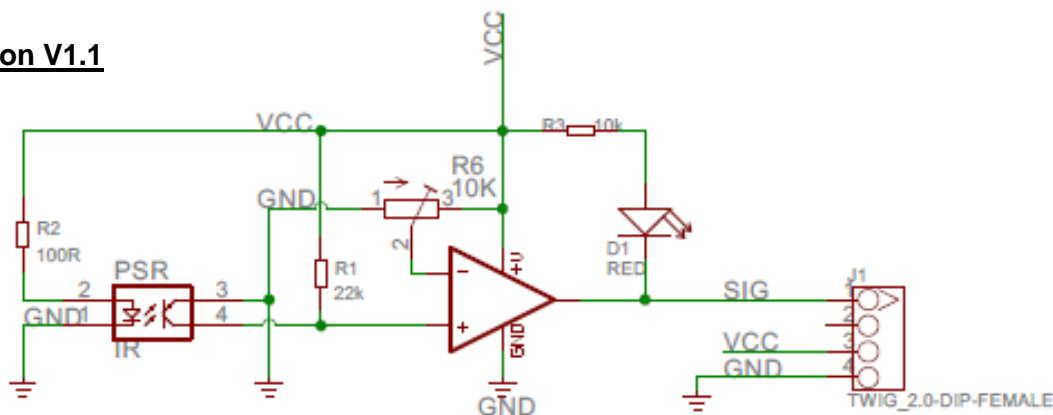 on V1.1
VCC
VCC
R3
10k
R6
10K
GND
1
3
2
R2
100R
PSR
2
3
GND
1
4
IR
R1
22k
-
+
+U
GND
GND
D1
RED
SIG
VCC
GND
J1
1
2
3
4
TWIG_2.0-DIP-FEMALE